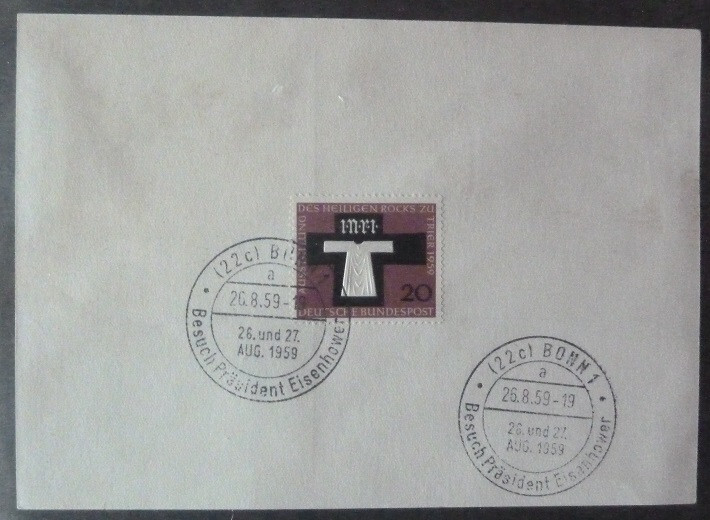 AUSSTELLUNG DES HEILIGEN ROCKS ZU TRIER 1959
i·n·r·i
20
DEUTSCHE BUNDESPOST
(22c)
a
26.8.59-19
26. und 27.
AUG. 1959
Besuch Präsident Eisenhower
(22c) BONN 1
a
26.8.59-19
26. und 27.
AUG. 1959
Besuch Präsident Eisenhower